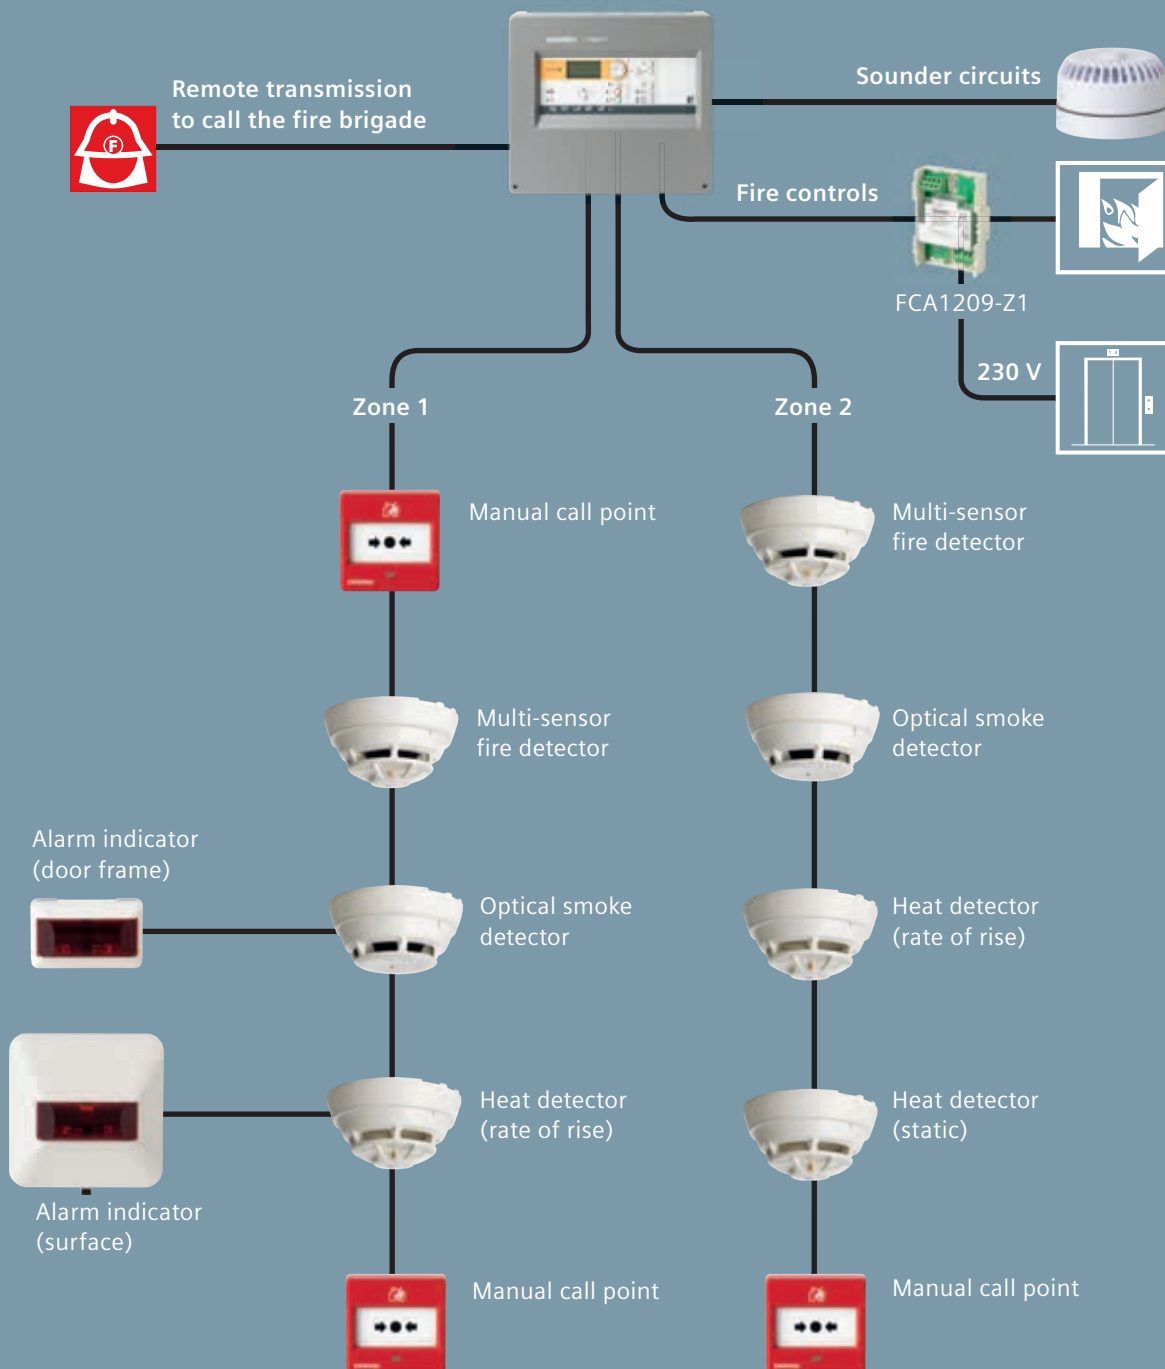 Remote transmission
to call the fire brigade
F
Sounder circuits
Fire controls
FCA1209-Z1
230 V
Zone 1
Zone 2
Manual call point
Multi-sensor
fire detector
Multi-sensor
fire detector
Optical smoke
detector
Alarm indicator
(door frame)
Optical smoke
detector
Heat detector
(rate of rise)
Heat detector
(rate of rise)
Heat detector
(static)
Alarm indicator
(surface)
Manual call point
Manual call point